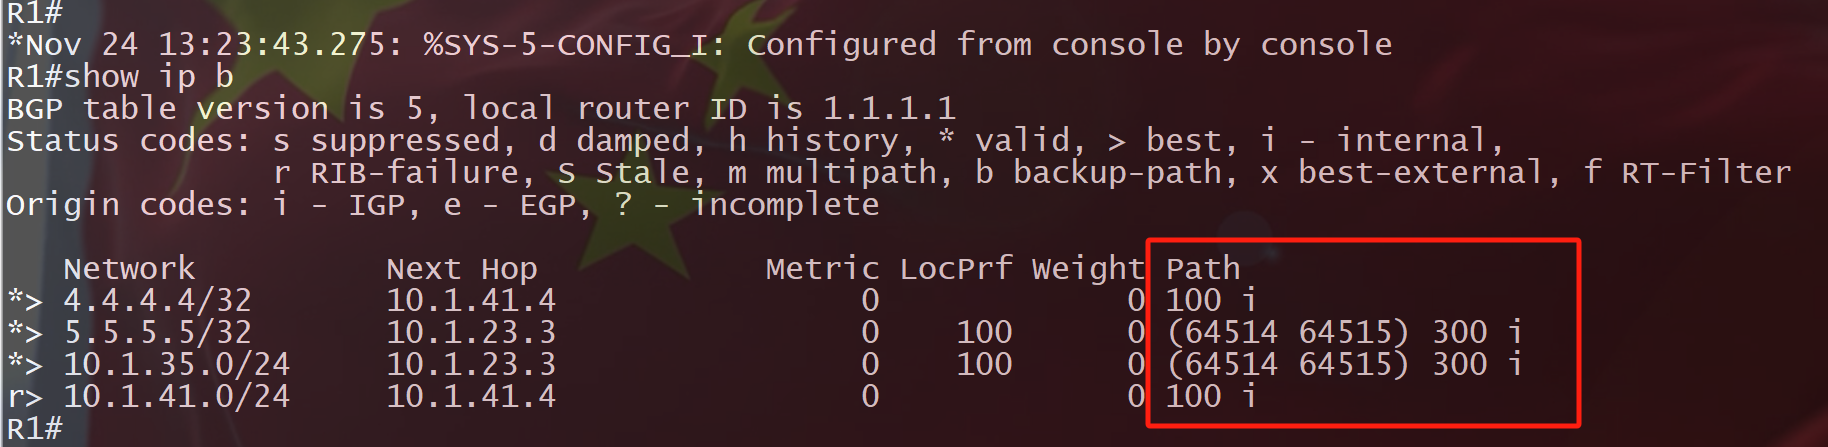 R1#
*Nov 24 13:23:43.275: %SYS-5-CONFIG_I: Configured from console by console
R1#show ip b
BGP table version is 5, local router ID is 1.1.1.1
Status codes: s suppressed, d damped, h history, * valid, > best, i - internal,
              r RIB-failure, S Stale, m multipath, b backup-path, x best-external, f RT-Filter
Origin codes: i - IGP, e - EGP, ? - incomplete

   Network          Next Hop            Metric LocPrf Weight Path
*> 4.4.4.4/32       10.1.41.4                0             0 100 i
*> 5.5.5.5/32       10.1.23.3                0    100      0 (64514 64515) 300 i
*> 10.1.35.0/24     10.1.23.3                0    100      0 (64514 64515) 300 i
r> 10.1.41.0/24     10.1.41.4                0             0 100 i
R1#